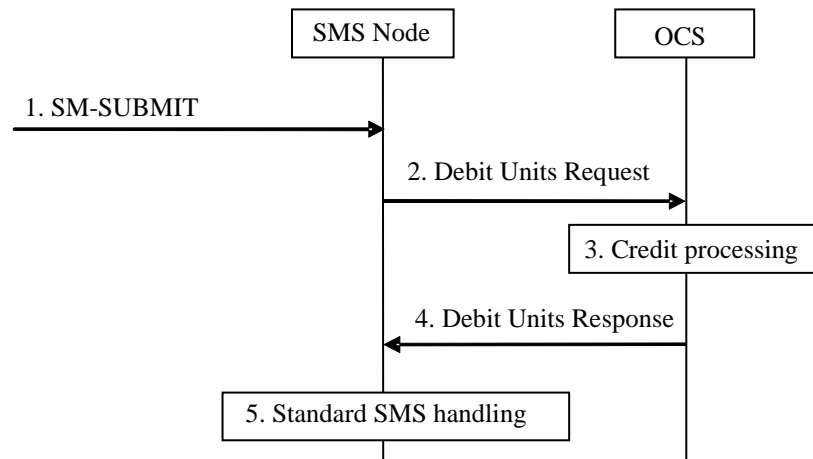 SMS Node
OCS
1. SM-SUBMIT
2. Debit Units Request
3. Credit processing
4. Debit Units Response
5. Standard SMS handling